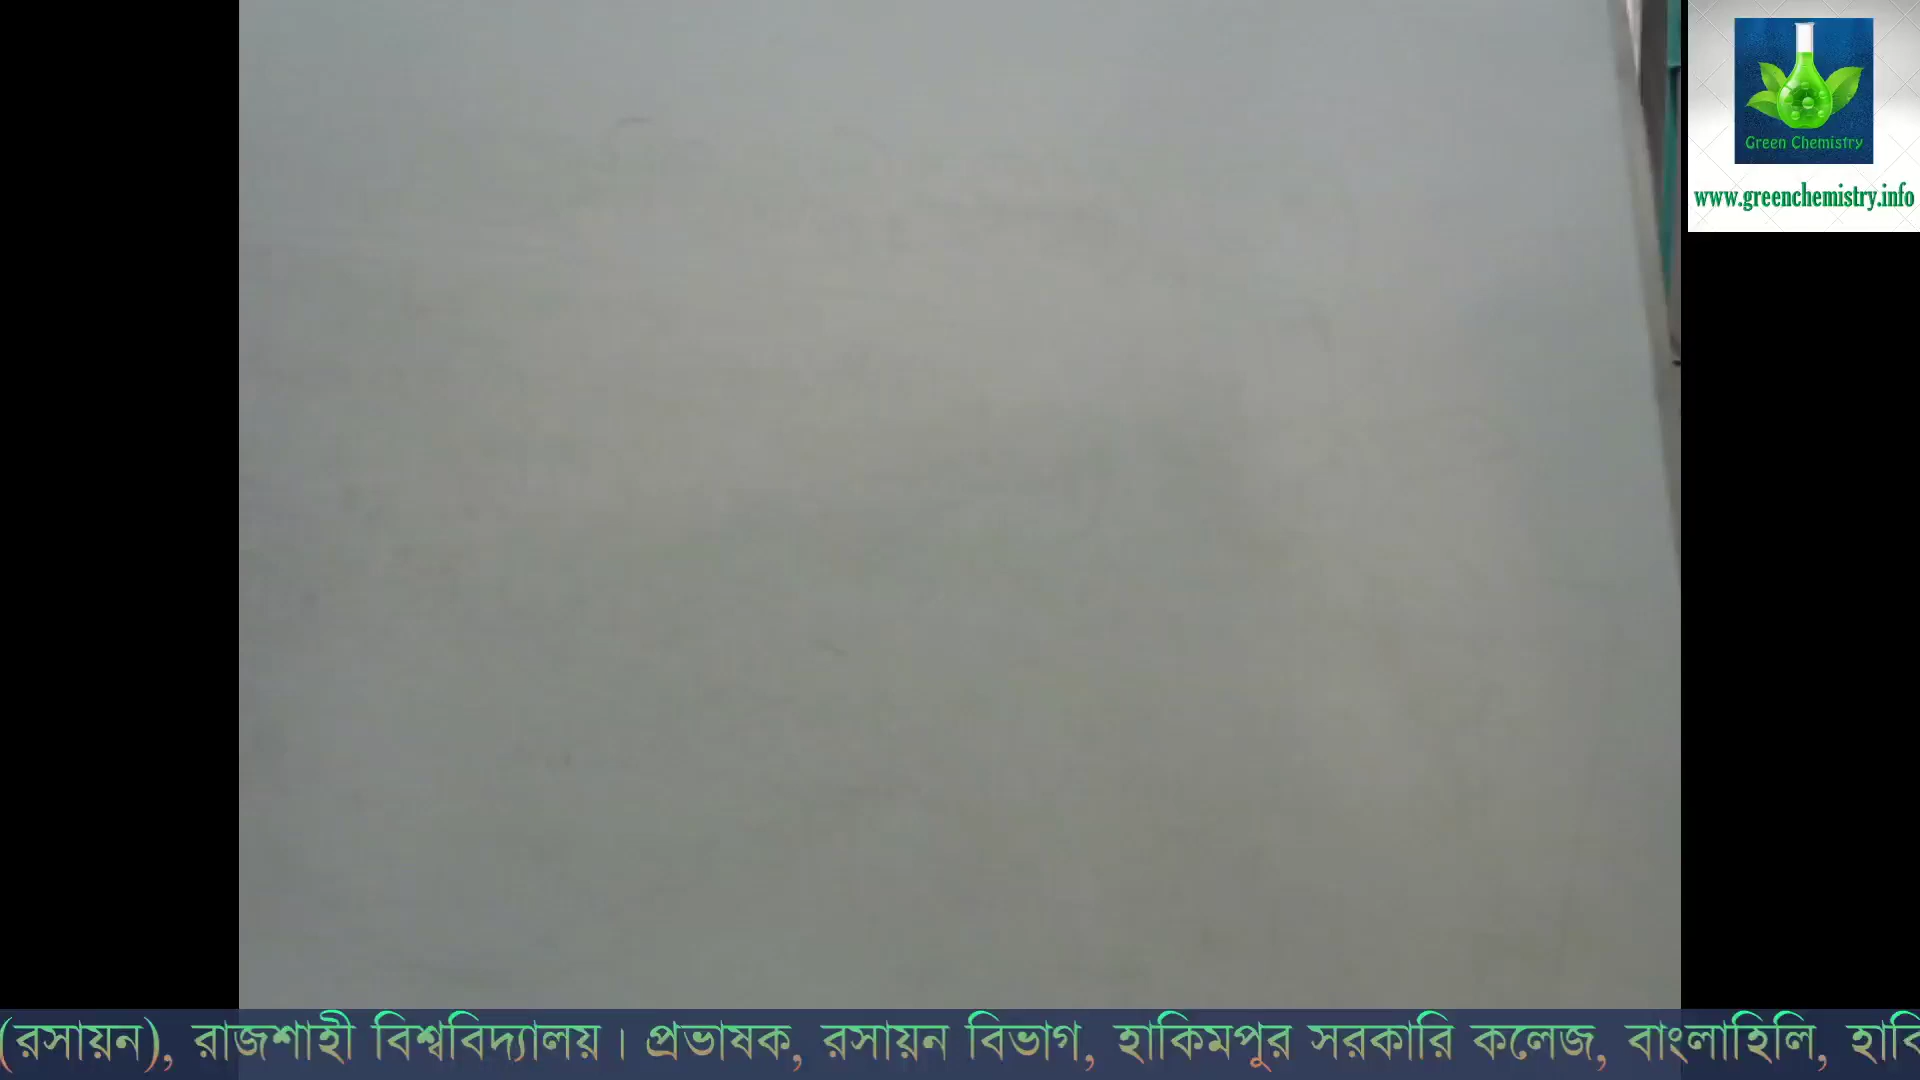 Green Chemistry
www.greenchemistry.info
(রসায়ন), রাজশাহী বিশ্ববিদ্যালয়। প্রভাষক, রসায়ন বিভাগ, হাকিমপুর সরকারি কলেজ, বাংলাহিলি, হাকি